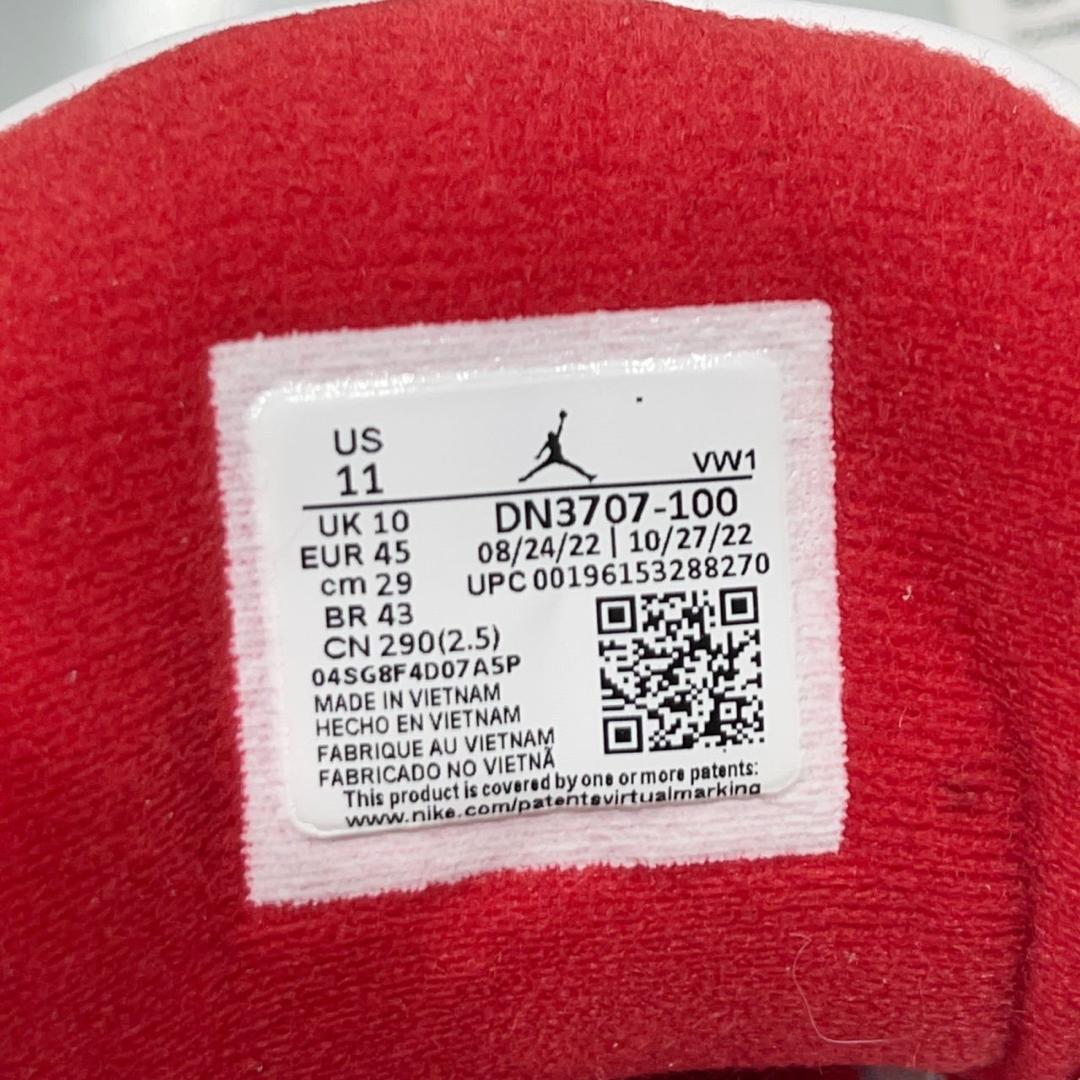 US
11
VW1
UK 10
EUR 45
cm 29
BR 43
CN 290(2.5)
DN3707-100
08/24/22 | 10/27/22
UPC 00196153288270
04SG8F4D07A5P
MADE IN VIETNAM
HECHO EN VIETNAM
FABRIQUE AU VIETNAM
FABRICADO NO VIETNÃ
This product is covered by one or more patents:
www.nike.com/patentsvirtualmarking